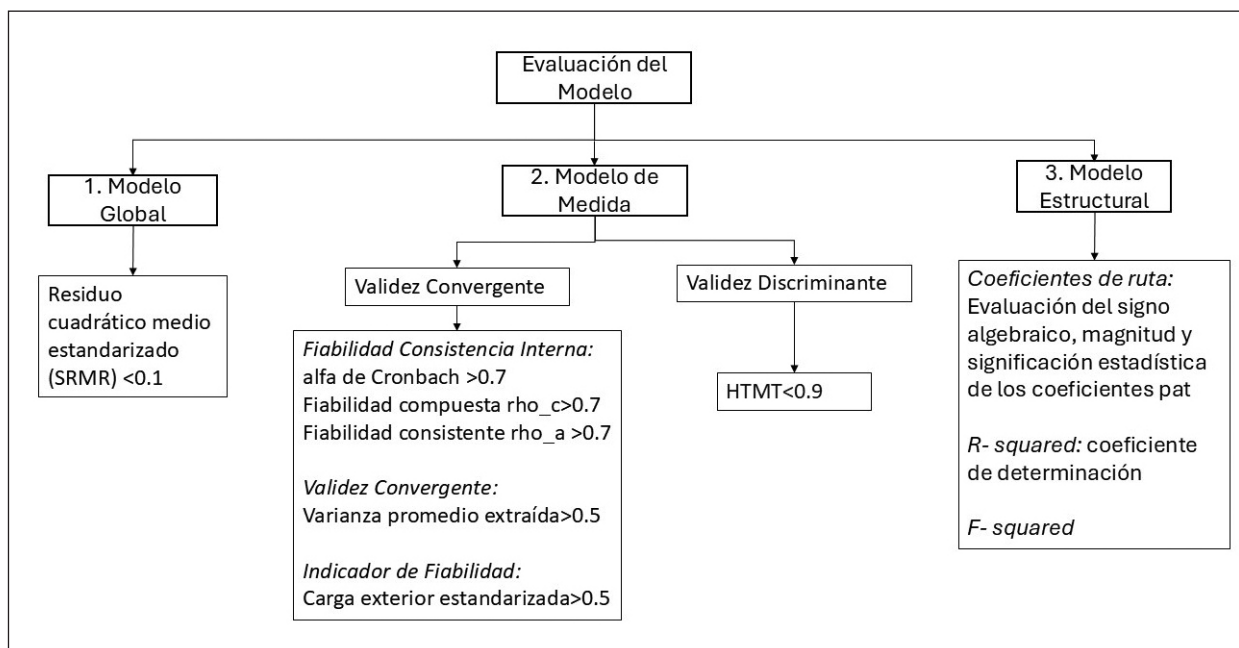 Evaluación del
Modelo
1. Modelo
Global
2. Modelo de
Medida
3. Modelo
Estructural
Residuo
cuadrático medio
estandarizado
(SRMR) <0.1
Validez Convergente
Validez Discriminante
Fiabilidad Consistencia Interna:
alfa de Cronbach >0.7
Fiabilidad compuesta rho_c>0.7
Fiabilidad consistente rho_a >0.7
Validez Convergente:
Varianza promedio extraída>0.5
Indicador de Fiabilidad:
Carga exterior estandarizada>0.5
HTMT<0.9
Coeficientes de ruta:
Evaluación del signo
algebraico, magnitud y
significación estadística
de los coeficientes pat
R- squared: coeficiente
de determinación
F- squared